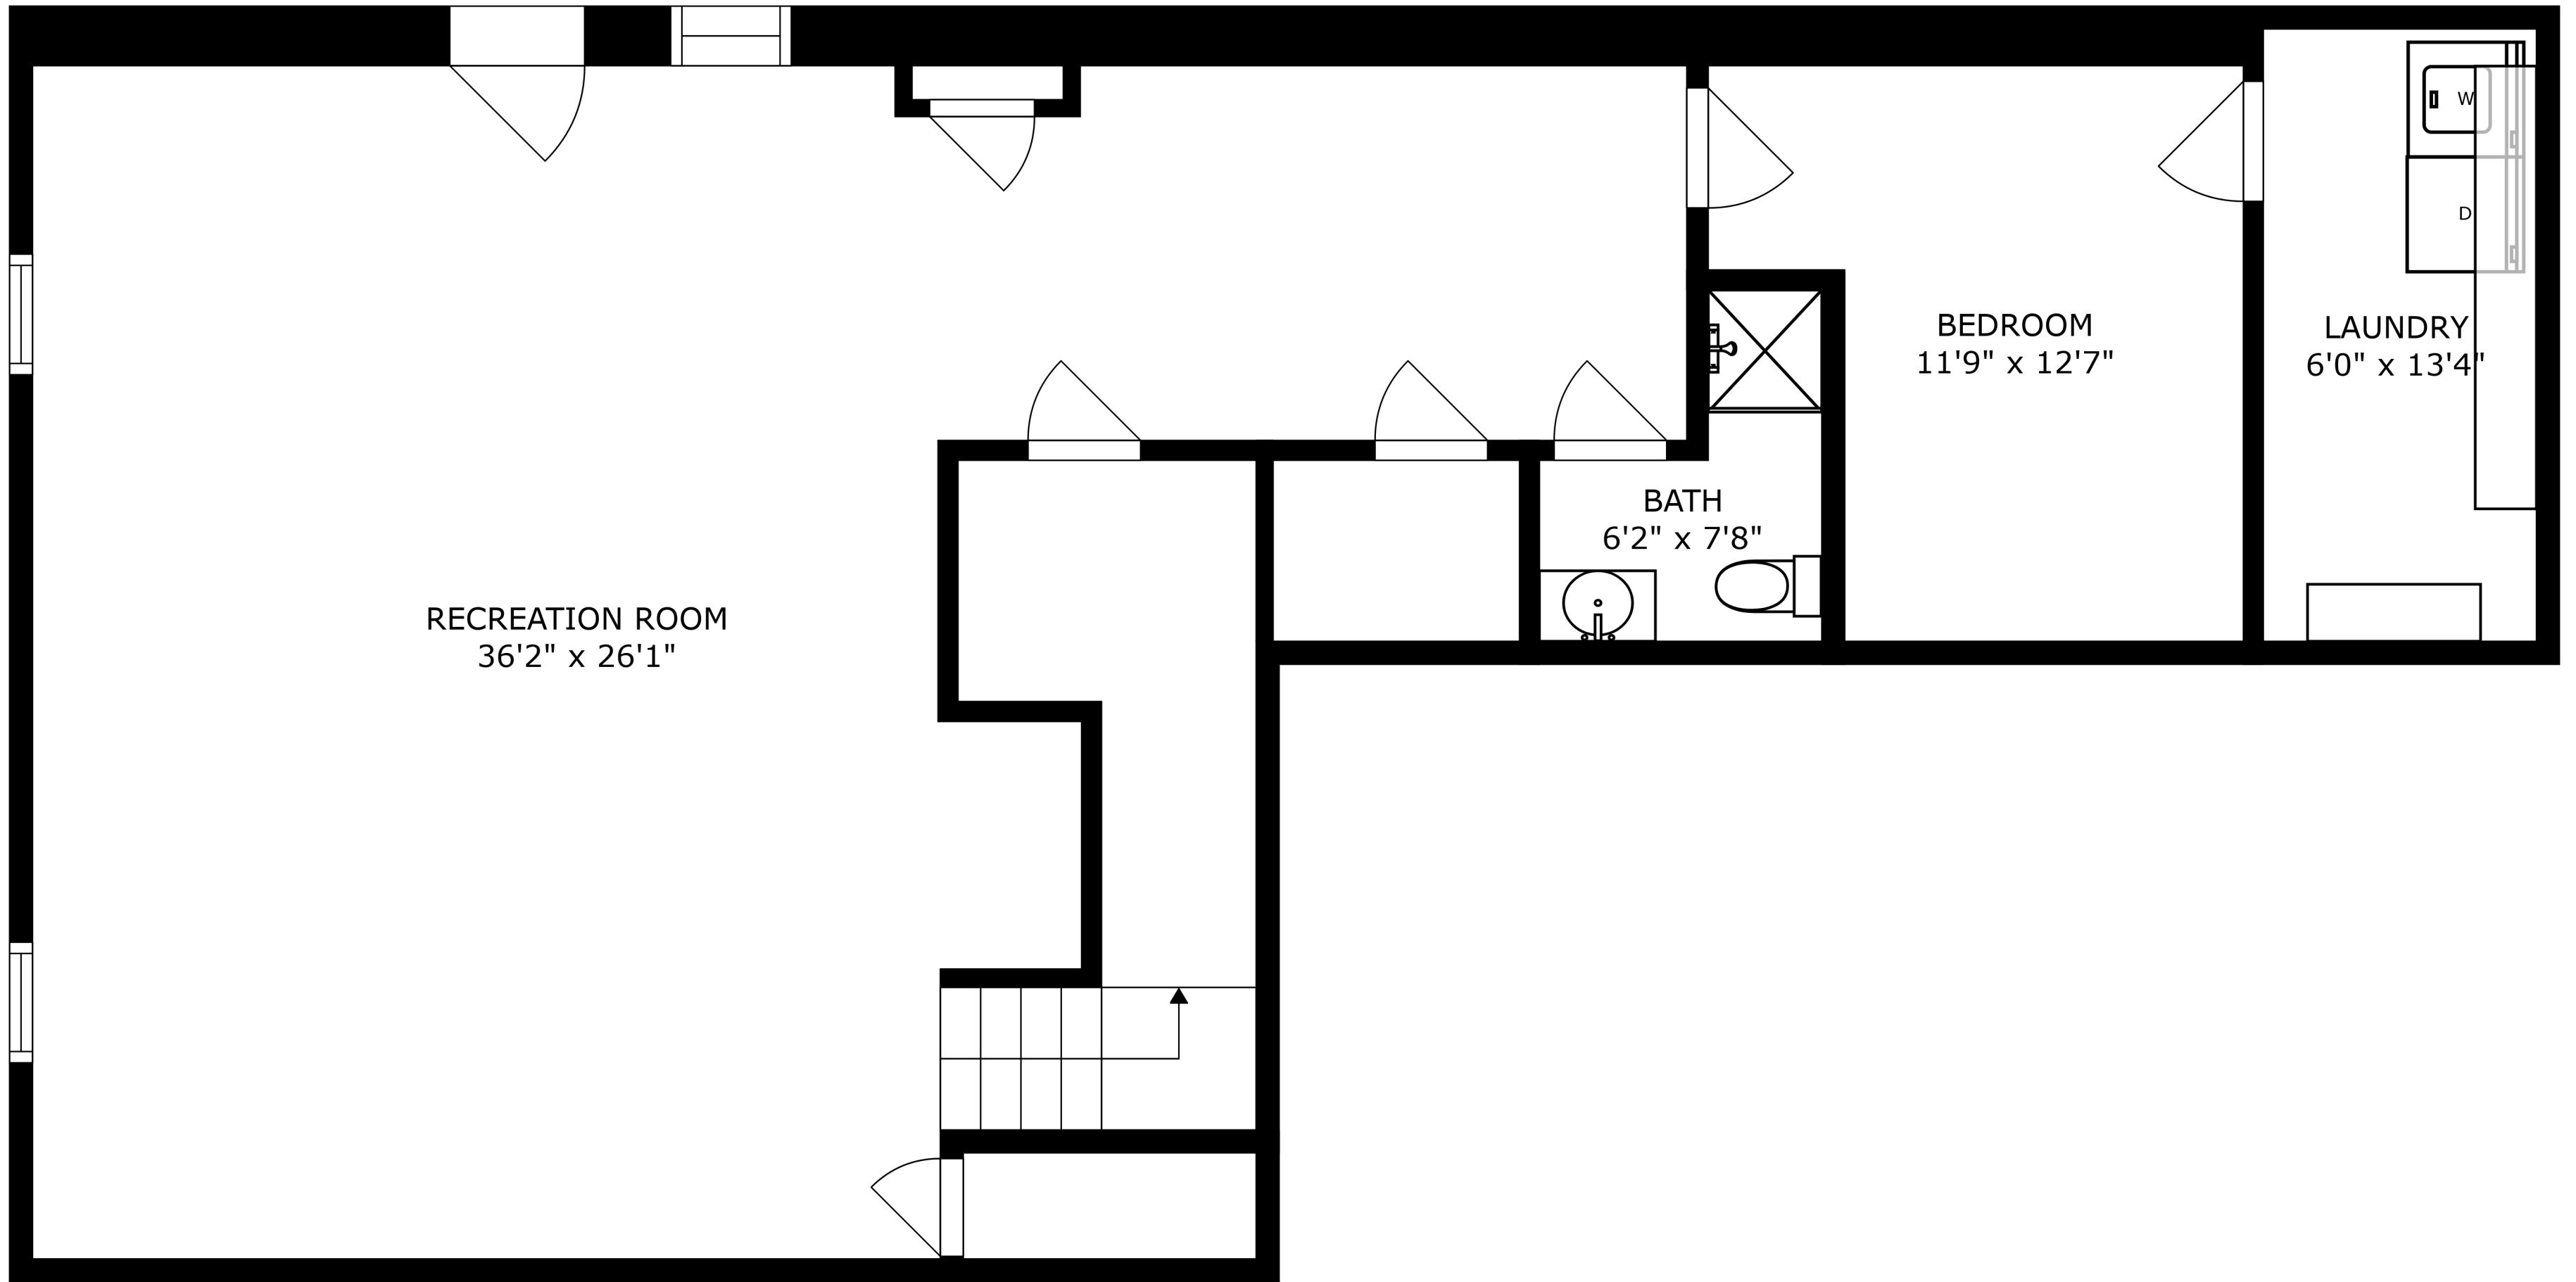 W
D
BEDROOM
11'9" x 12'7"
LAUNDRY
6'0" x 13'4"
BATH
6'2" x 7'8"
RECREATION ROOM
36'2" x 26'1"